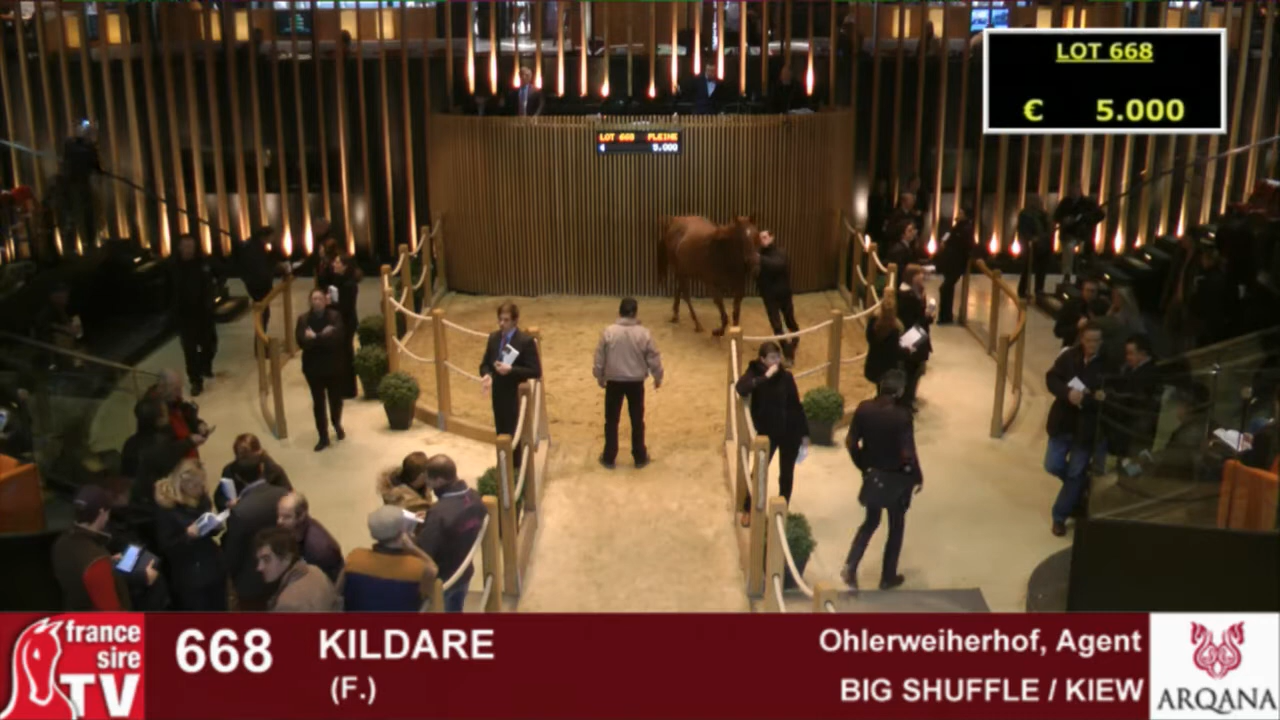 LOT 668
€ 5.000
LOT 668 PLEINE
€ 5.000
france
sire
TV
668 KILDARE
(F.)
Ohlerweiherhof, Agent
BIG SHUFFLE / KIEW
ARQANA